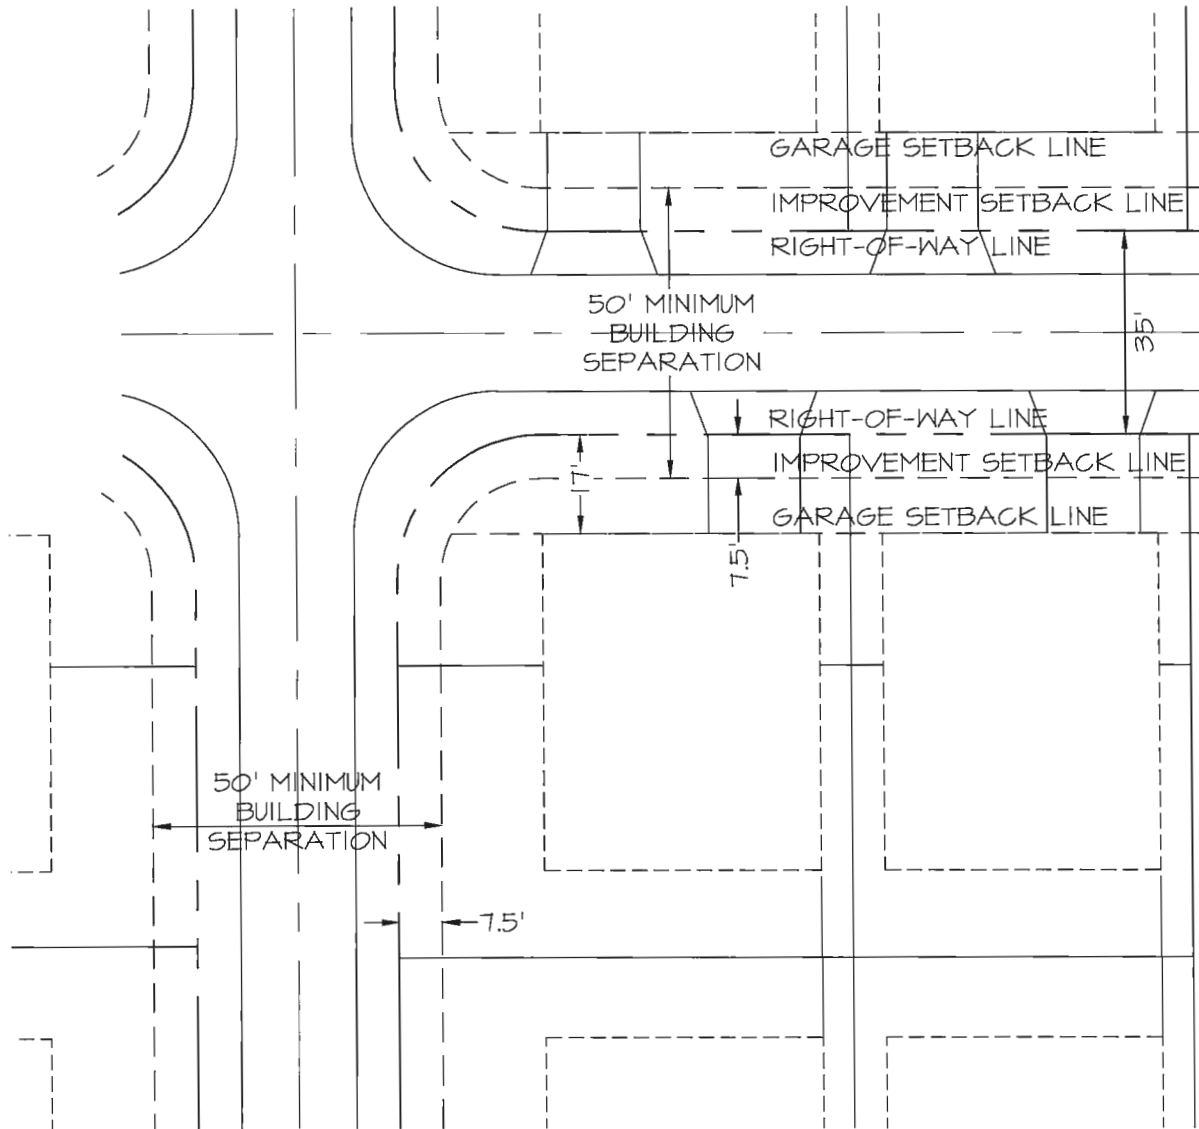 GARAGE SETBACK LINE
IMPROVEMENT SETBACK LINE
RIGHT-OF-WAY LINE
50' MINIMUM
BUILDING
SEPARATION
35'
RIGHT-OF-WAY LINE
IMPROVEMENT SETBACK LINE
17'
GARAGE SETBACK LINE
7.5'
50' MINIMUM
BUILDING
SEPARATION
7.5'